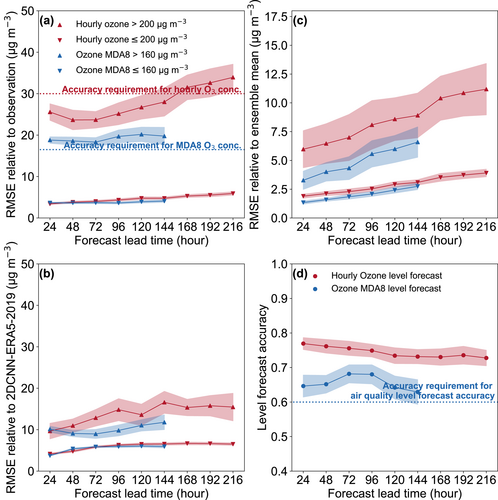 (a)
Hourly ozone > 200 μg m⁻³
Hourly ozone ≤ 200 μg m⁻³
Ozone MDA8 > 160 μg m⁻³
Ozone MDA8 ≤ 160 μg m⁻³
Accuracy requirement for hourly O₃ conc.
Accuracy requirement for MDA8 O₃ conc.
RMSE relative to observation (μg m⁻³)
50
40
30
20
10
0
24 48 72 96 120 144 168 192 216
Forecast lead time (hour)
(c)
RMSE relative to ensemble mean (μg m⁻³)
17.5
15.0
12.5
10.0
7.5
5.0
2.5
0.0
24 48 72 96 120 144 168 192 216
Forecast lead time (hour)
(b)
RMSE relative to 2DCNN-ERA5-2019 (μg m⁻³)
50
40
30
20
10
0
24 48 72 96 120 144 168 192 216
Forecast lead time (hour)
(d)
Hourly Ozone level forecast
Ozone MDA8 level forecast
Accuracy requirement for
air quality level forecast accuracy
Level forecast accuracy
1.0
0.9
0.8
0.7
0.6
0.5
0.4
24 48 72 96 120 144 168 192 216
Forecast lead time (hour)